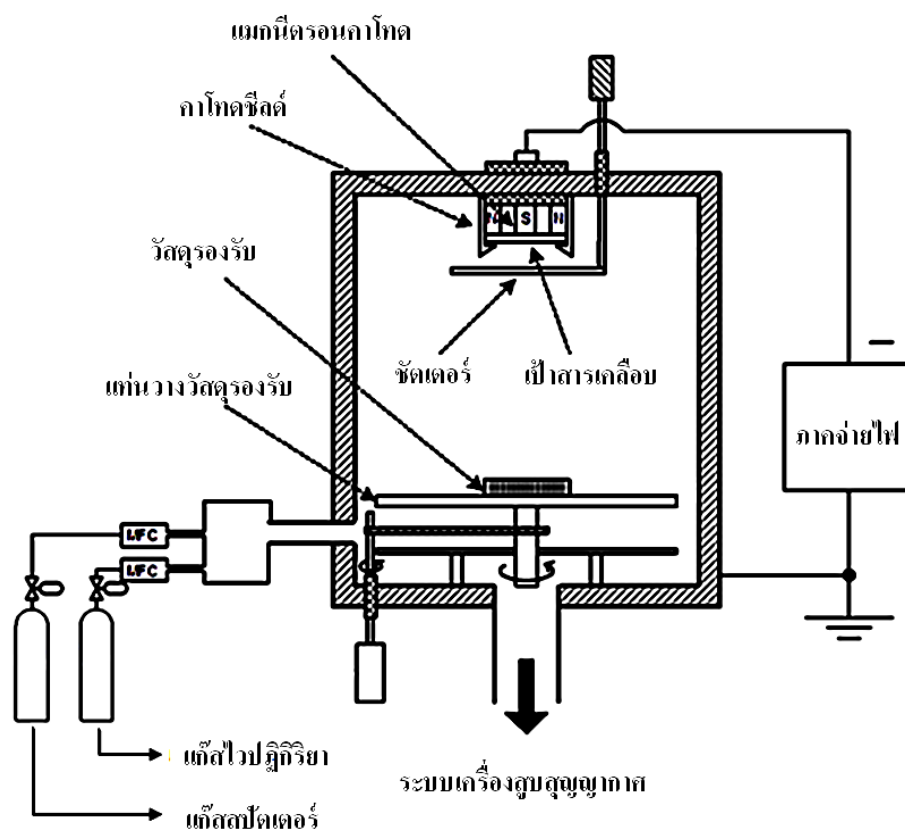 แมกนีตรอนคาโทด
คาโทดชีลด์
N S N
วัสดุรองรับ
ชัตเตอร์
เป้าสารเคลือบ
แท่นวางวัสดุรองรับ
−
ภาคจ่ายไฟ
MFC
MFC
แก๊สไวปฏิกิริยา
ระบบเครื่องสูบสุญญากาศ
แก๊สสปัตเตอร์